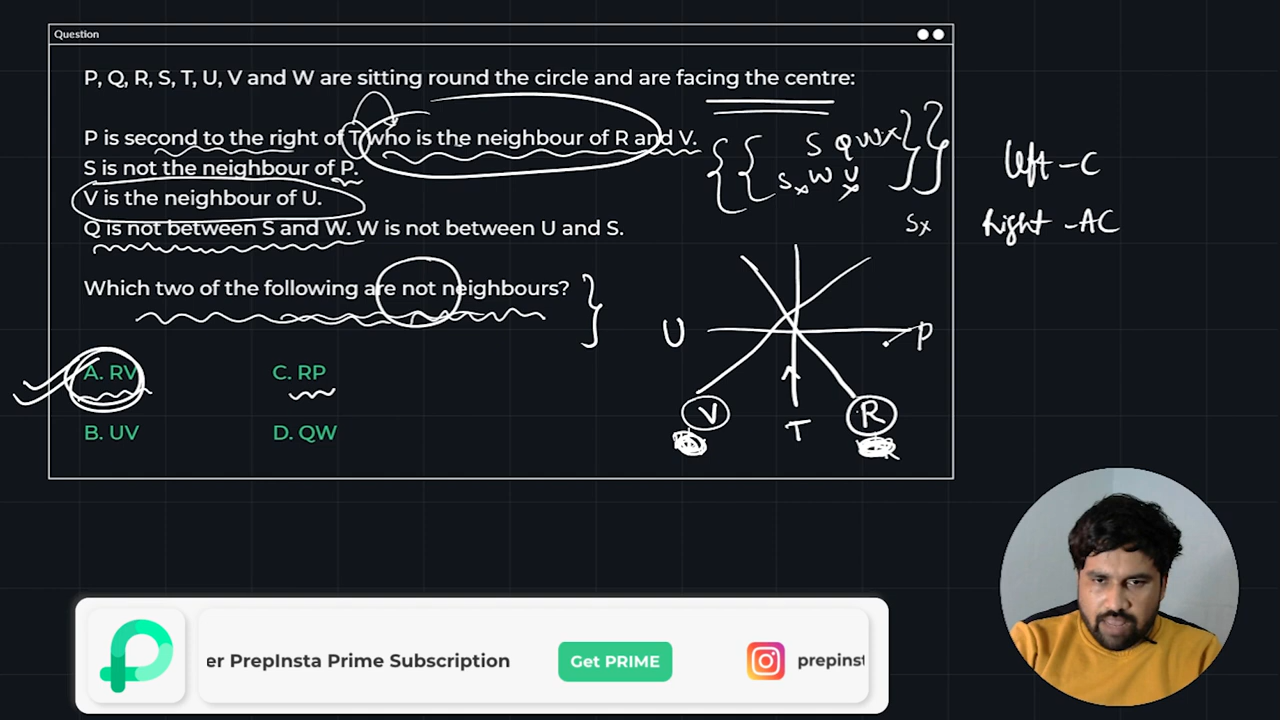 Question
P, Q, R, S, T, U, V and W are sitting round the circle and are facing the centre:
P is second to the right of T who is the neighbour of R and V.
S is not the neighbour of P.
V is the neighbour of U.
Q is not between S and W. W is not between U and S.
Which two of the following are not neighbours?
A. RV
C. RP
B. UV
D. QW
{ { S Q W x } }
S x W U x
S x
left - C
Right - AC
U
P
V
T
R
er PrepInsta Prime Subscription
Get PRIME
prepinst